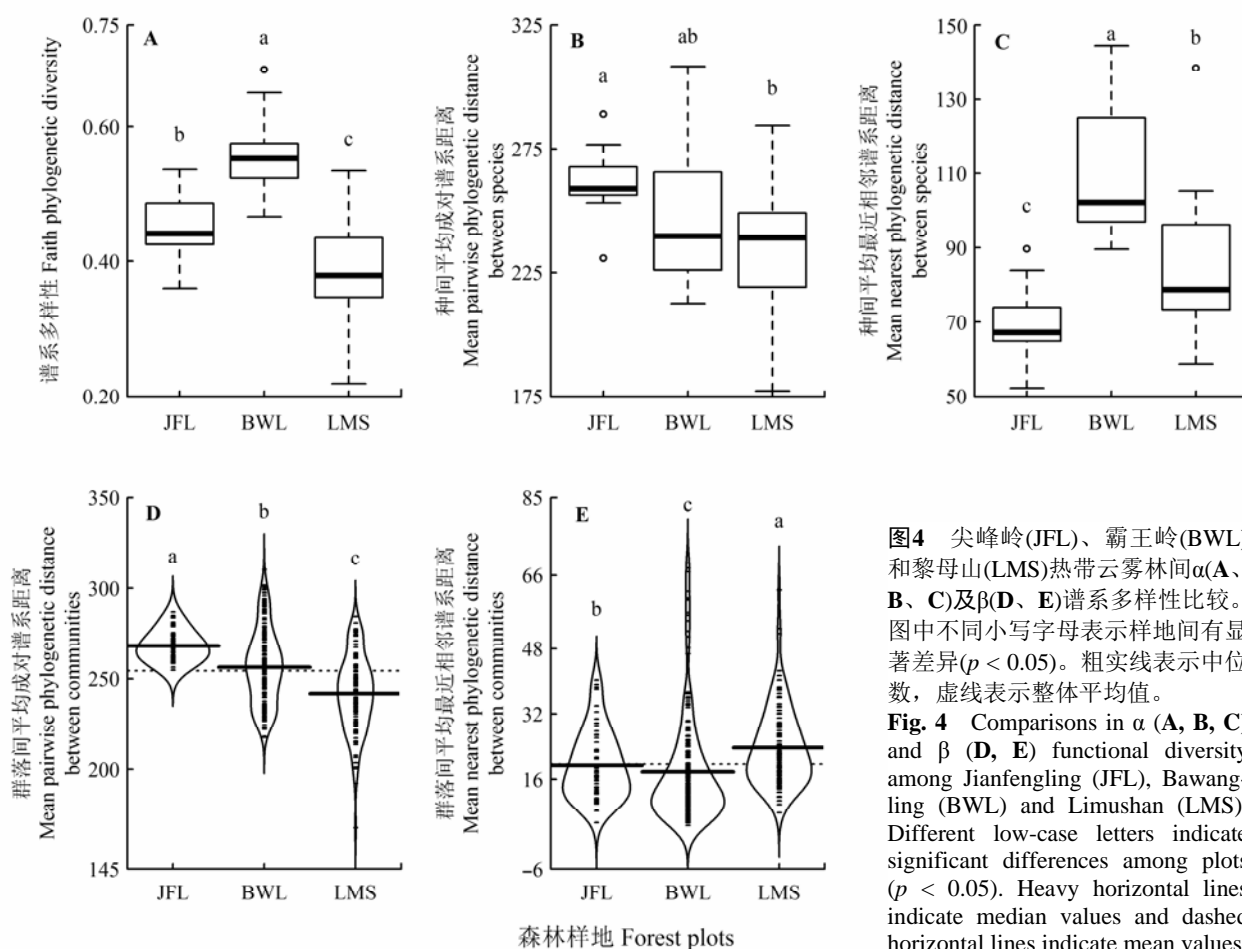 0.75
0.60
0.40
0.20
谱系多样性 Faith phylogenetic diversity
A
b
a
c
JFL BWL LMS
325
275
225
175
种间平均成对谱系距离
Mean pairwise phylogenetic distance
between species
B
a
ab
b
JFL BWL LMS
150
130
110
90
70
50
种间平均最近相邻谱系距离
Mean nearest phylogenetic distance
between species
C
c
a
b
JFL BWL LMS
350
300
250
200
145
群落间平均成对谱系距离
Mean pairwise phylogenetic distance
between communities
D
a
b
c
JFL BWL LMS
85
66
48
32
16
−6
群落间平均最近相邻谱系距离
Mean nearest phylogenetic distance
between communities
E
b
c
a
JFL BWL LMS
森林样地 Forest plots
图4 尖峰岭(JFL)、霸王岭(BWL)
和黎母山(LMS)热带云雾林间α(A、
B、C)及β(D、E)谱系多样性比较。
图中不同小写字母表示样地间有显
著差异(p < 0.05)。粗实线表示中位
数，虚线表示整体平均值。
Fig. 4 Comparisons in α (A, B, C)
and β (D, E) functional diversity
among Jianfengling (JFL), Bawang-
ling (BWL) and Limushan (LMS)
Different low-case letters indicate
significant differences among plots
(p < 0.05). Heavy horizontal lines
indicate median values and dashed
horizontal lines indicate mean values